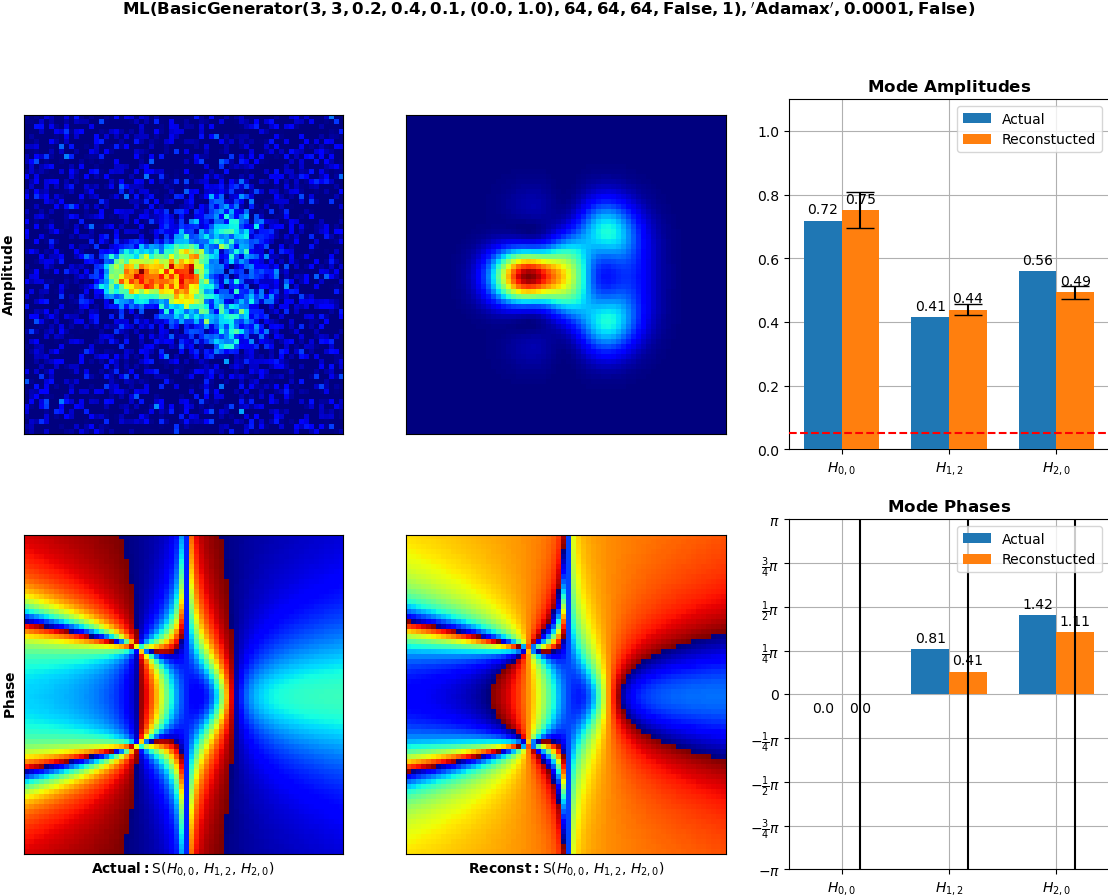 ML(BasicGenerator(3, 3, 0.2, 0.4, 0.1, (0.0, 1.0), 64, 64, 64, False, 1), ′Adamax′, 0.0001, False)
Amplitude
Mode Amplitudes
Actual
Reconstucted
1.0
0.8
0.6
0.4
0.2
0.0
0.72
0.75
0.41
0.44
0.56
0.49
H0,0
H1,2
H2,0
Phase
Actual: S(H0,0, H1,2, H2,0)
Reconst: S(H0,0, H1,2, H2,0)
Mode Phases
Actual
Reconstucted
π
3/4π
1/2π
1/4π
0
−1/4π
−1/2π
−3/4π
−π
0.0
0.0
0.81
0.41
1.42
1.11
H0,0
H1,2
H2,0